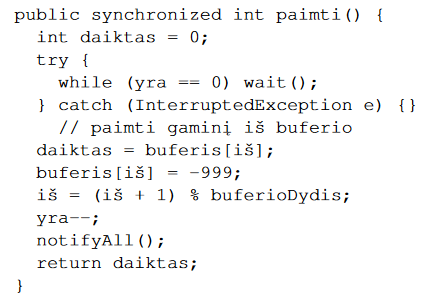 public synchronized int paimti() {
  int daiktas = 0;
  try {
    while (yra == 0) wait();
  } catch (InterruptedException e) {}
    // paimti gaminį iš buferio
  daiktas = buferis[iš];
  buferis[iš] = -999;
  iš = (iš + 1) % buferioDydis;
  yra--;
  notifyAll();
  return daiktas;
}